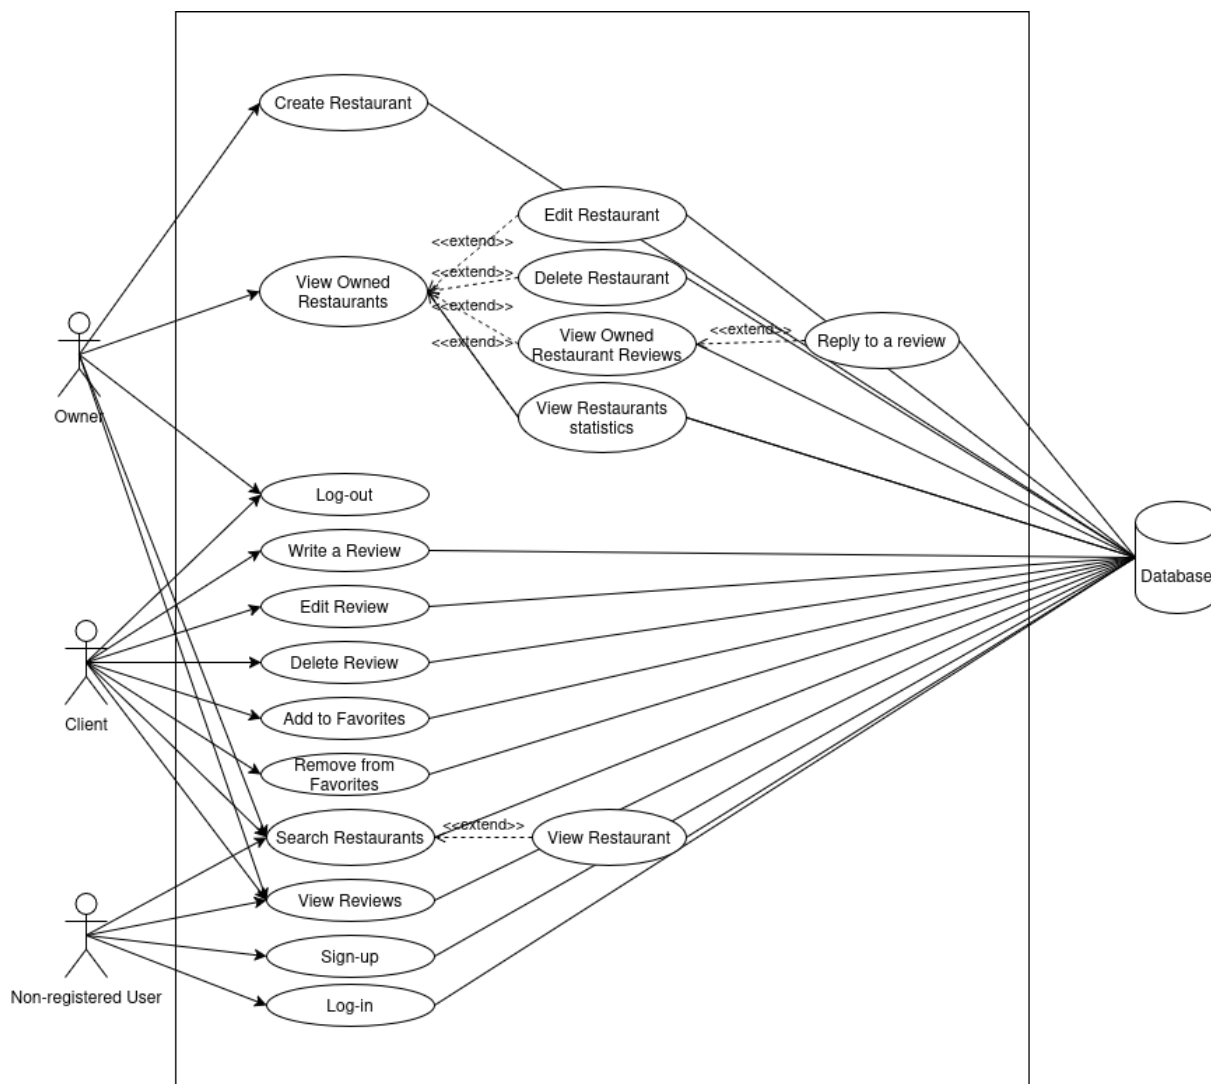 Create Restaurant
Edit Restaurant
<<extend>>
Delete Restaurant
<<extend>>
View Owned
Restaurants
<<extend>>
<<extend>>
View Owned
Restaurant Reviews
<<extend>>
Reply to a review
Owner
View Restaurants
statistics
Log-out
Write a Review
Database
Edit Review
Delete Review
Client
Add to Favorites
Remove from
Favorites
Search Restaurants
<<extend>>
View Restaurant
View Reviews
Sign-up
Non-registered User
Log-in